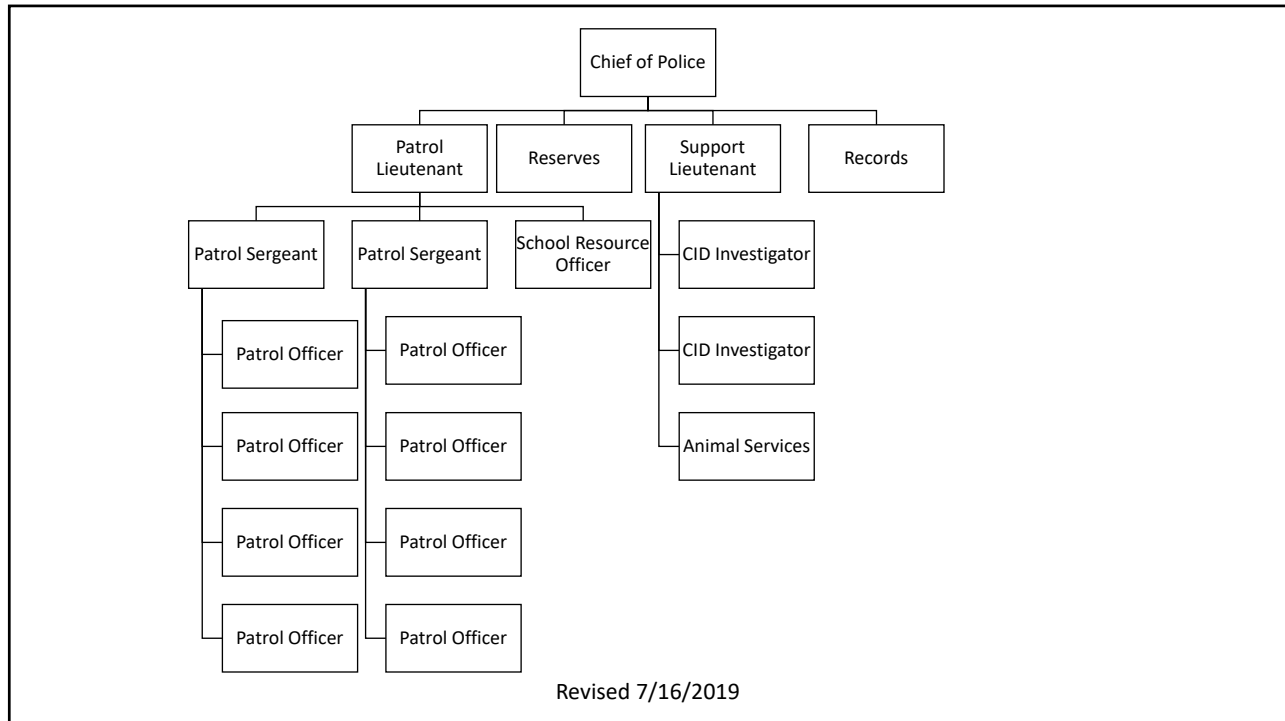 Chief of Police
Patrol
Lieutenant
Reserves
Support
Lieutenant
Records
Patrol Sergeant
Patrol Sergeant
School Resource
Officer
CID Investigator
Patrol Officer
Patrol Officer
CID Investigator
Patrol Officer
Patrol Officer
Animal Services
Patrol Officer
Patrol Officer
Patrol Officer
Patrol Officer
Revised 7/16/2019